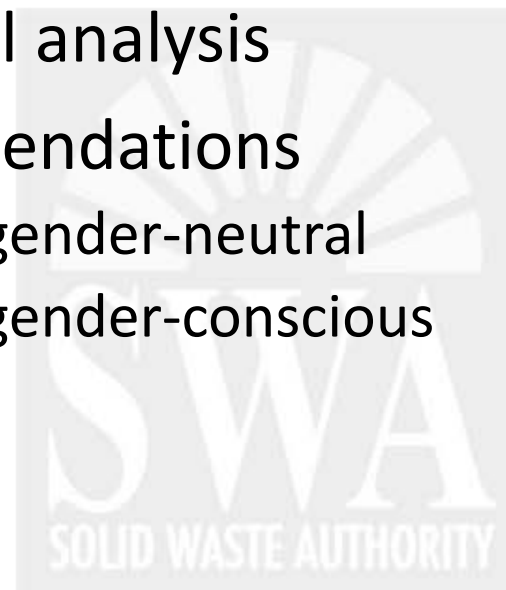 l analysis
endations
gender-neutral
gender-conscious
SWA
SOLID WASTE AUTHORITY